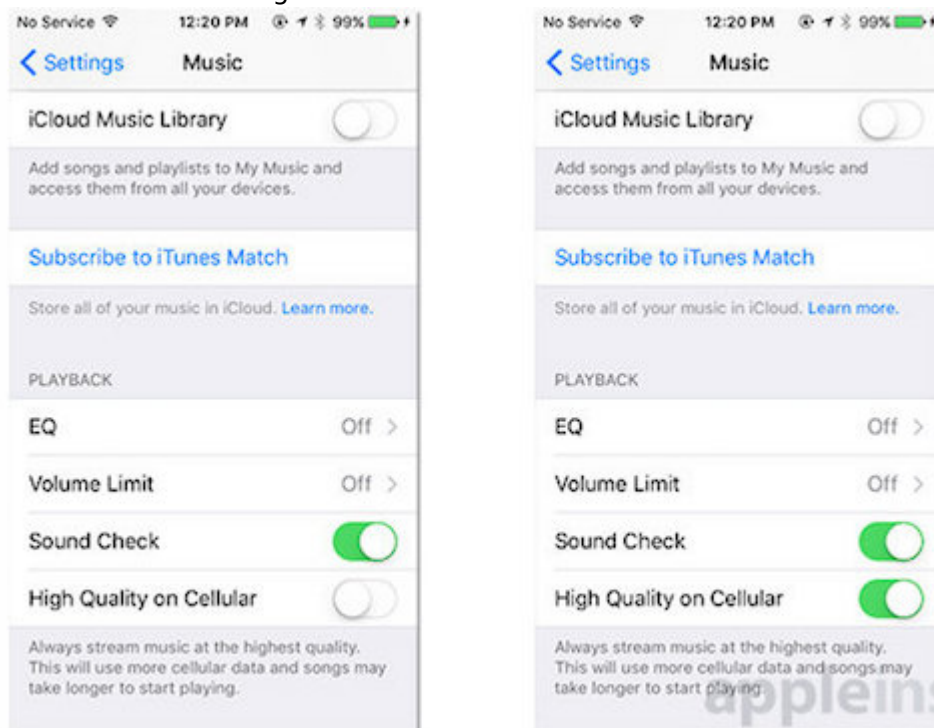 No Service 12:20 PM 99%
Settings Music
iCloud Music Library
Add songs and playlists to My Music and
access them from all your devices.
Subscribe to iTunes Match
Store all of your music in iCloud. Learn more.
PLAYBACK
EQ Off
Volume Limit Off
Sound Check
High Quality on Cellular
Always stream music at the highest quality.
This will use more cellular data and songs may
take longer to start playing.
No Service 12:20 PM 99%
Settings Music
iCloud Music Library
Add songs and playlists to My Music and
access them from all your devices.
Subscribe to iTunes Match
Store all of your music in iCloud. Learn more.
PLAYBACK
EQ Off
Volume Limit Off
Sound Check
High Quality on Cellular
Always stream music at the highest quality.
This will use more cellular data and songs may
take longer to start playing.
appleins